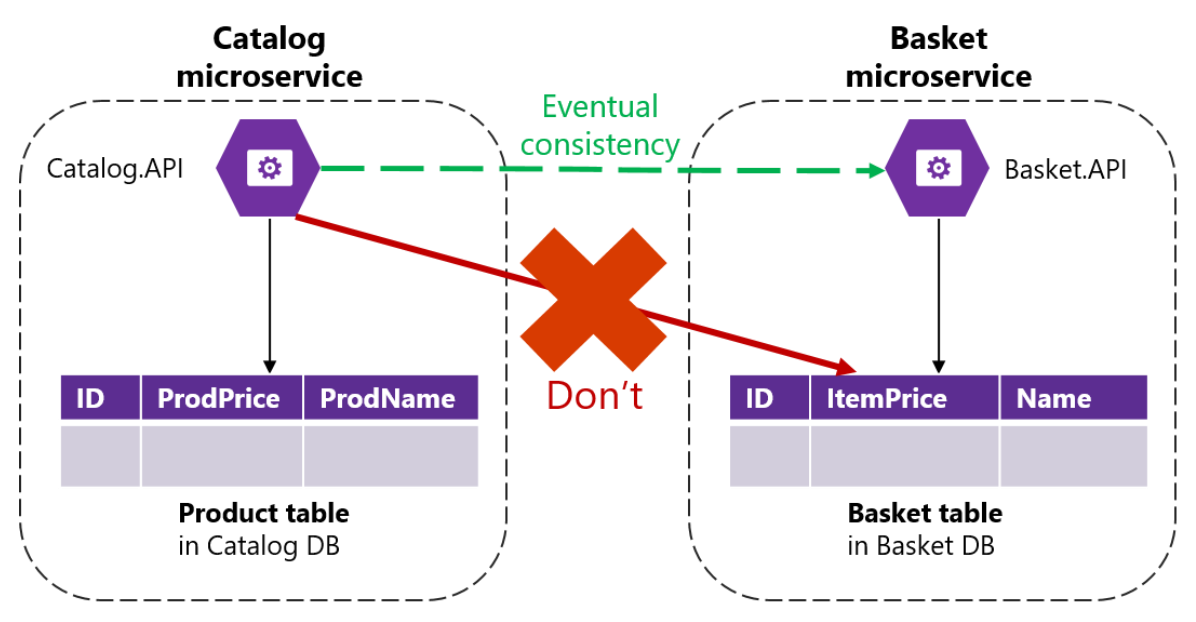 Catalog
microservice
Basket
microservice
Eventual
consistency
Catalog.API
Basket.API
Don't
ID ProdPrice ProdName
ID ItemPrice Name
Product table
in Catalog DB
Basket table
in Basket DB